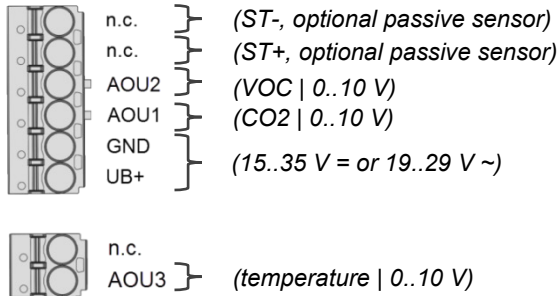 n.c. (ST-, optional passive sensor)
n.c. (ST+, optional passive sensor)
AOU2 (VOC | 0..10 V)
AOU1 (CO2 | 0..10 V)
GND
(15..35 V = or 19..29 V ~)
UB+
n.c.
AOU3 (temperature | 0..10 V)